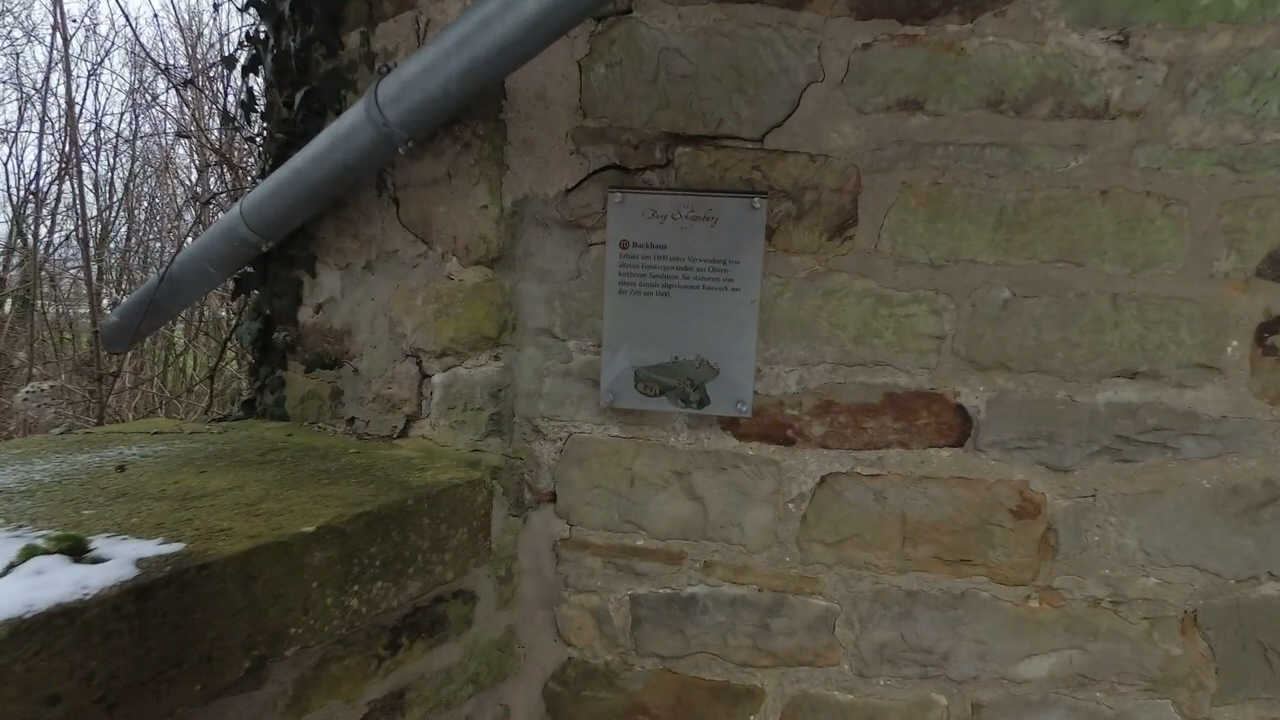 Burg Schaumburg
10 Backhaus
Erbaut um 1800 unter Verwendung von
älteren Fenstergewänden aus Obern-
kirchener Sandstein. Sie stammen von
einem damals abgerissenen Bauwerk aus
der Zeit um 1600.